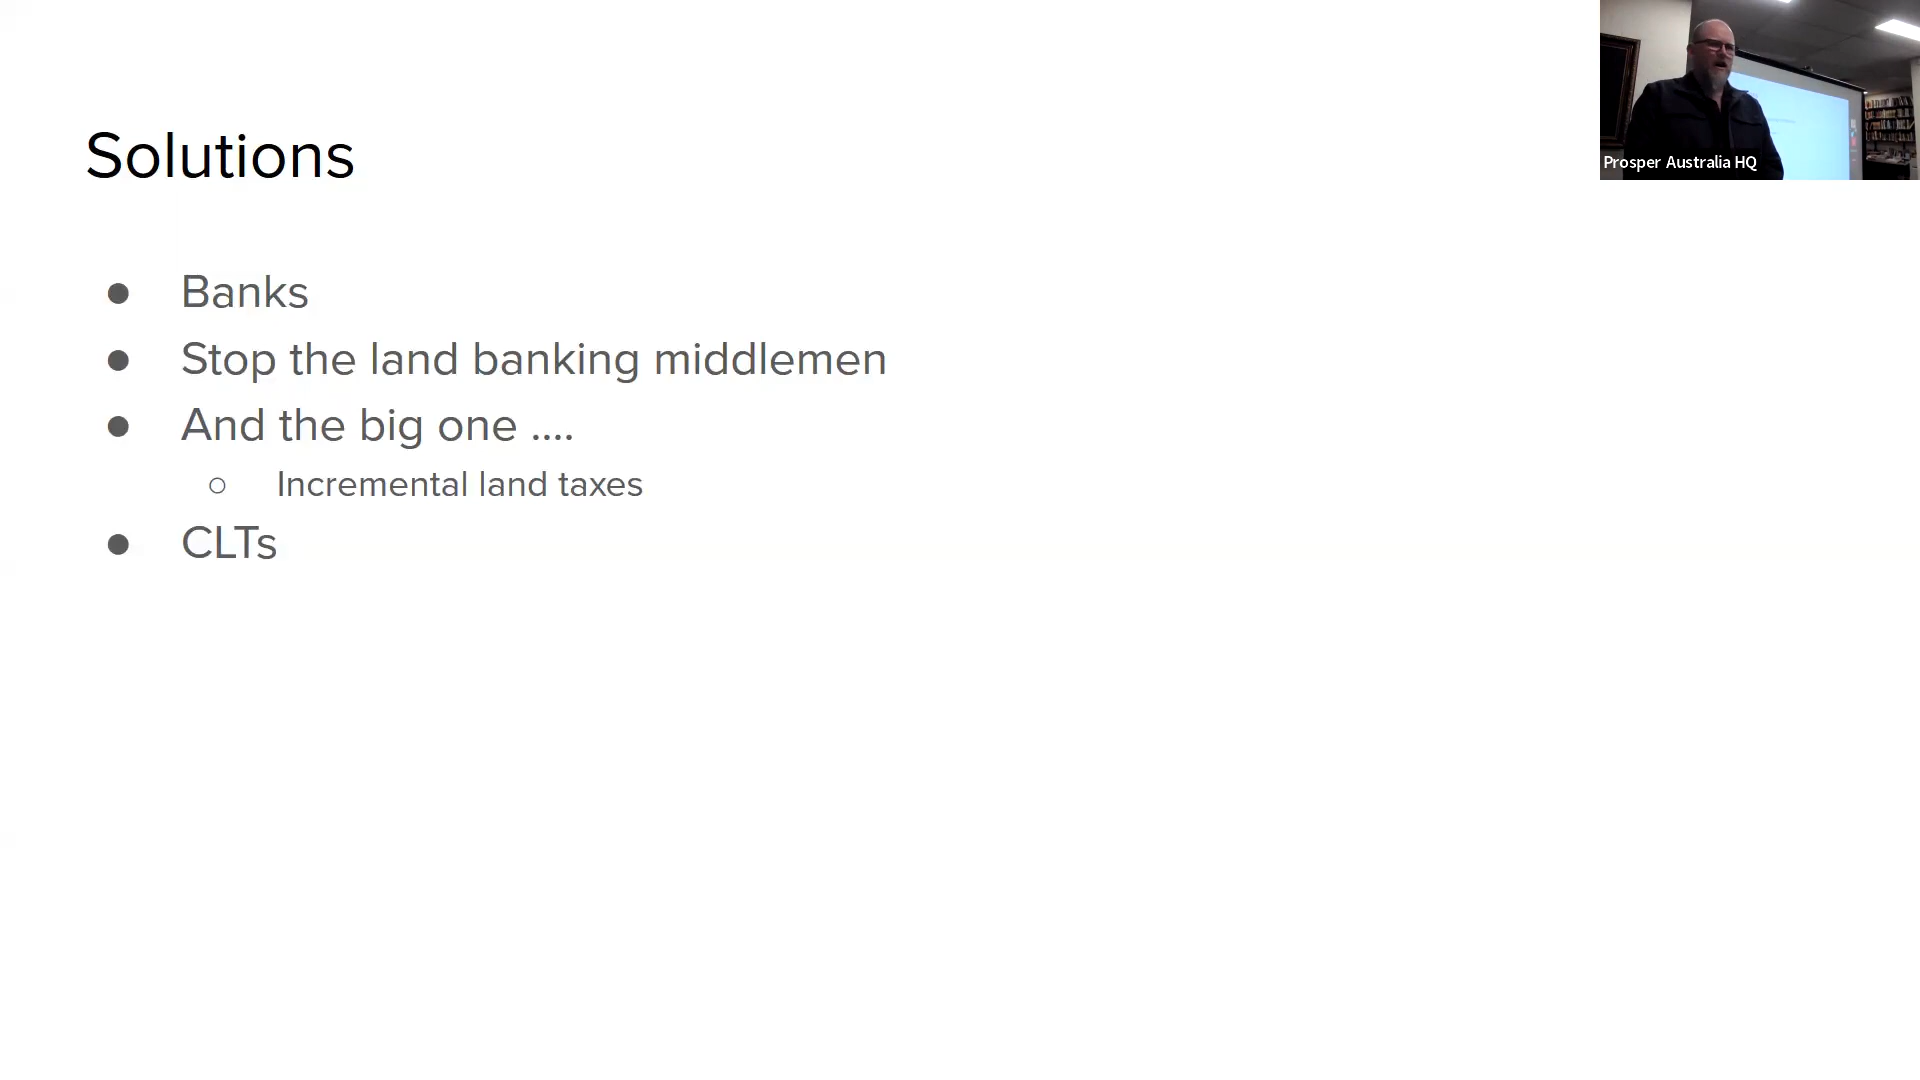 Solutions
● Banks
● Stop the land banking middlemen
● And the big one ....
○ Incremental land taxes
● CLTs
Prosper Australia HQ